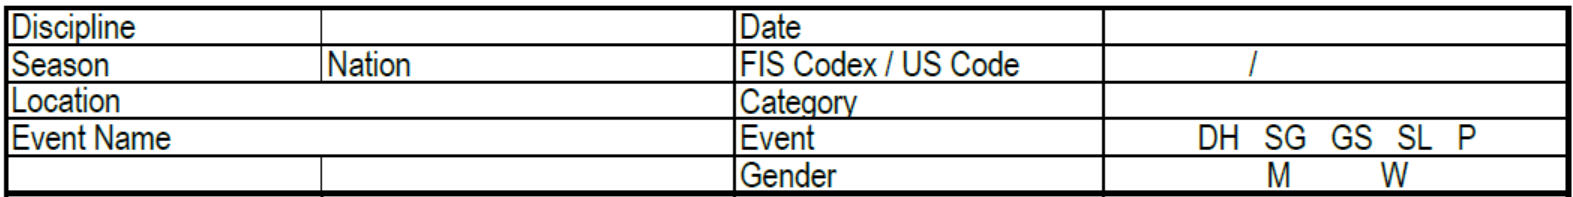 Discipline Date
Season Nation FIS Codex / US Code /
Location Category
Event Name Event DH SG GS SL P
Gender M W